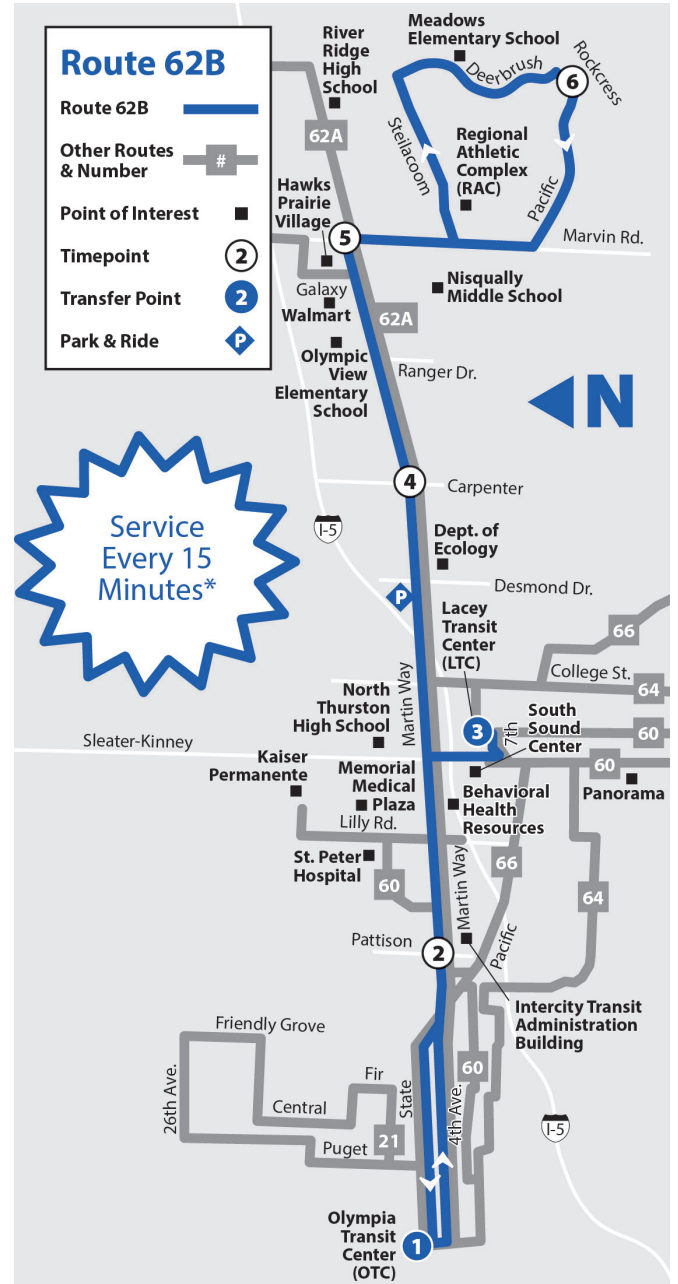 Route 62B
Route 62B
Other Routes
& Number
#
Point of Interest
Timepoint
2
Transfer Point
2
Park & Ride
P
River
Ridge
High
School
62A
Meadows
Elementary School
Deerbrush
6
Rockcress
Steilacoom
Regional
Athletic
Complex
(RAC)
Pacific
Hawks
Prairie
Village
5
Marvin Rd.
Galaxy
Walmart
Nisqually
Middle School
62A
Olympic
View
Elementary
School
Ranger Dr.
N
4
Carpenter
Service
Every 15
Minutes*
I-5
Dept. of
Ecology
Desmond Dr.
P
Lacey
Transit
Center
(LTC)
66
College St.
64
Martin Way
North
Thurston
High School
3
7th
South
Sound
Center
60
Sleater-Kinney
Kaiser
Permanente
Memorial
Medical
Plaza
60
Panorama
Behavioral
Health
Resources
Lilly Rd.
St. Peter
Hospital
60
Martin Way
66
64
Pattison
2
Pacific
Intercity Transit
Administration
Building
Friendly Grove
26th Ave.
Fir
State
60
4th Ave.
Central
21
Puget
I-5
Olympia
Transit
Center
(OTC)
1